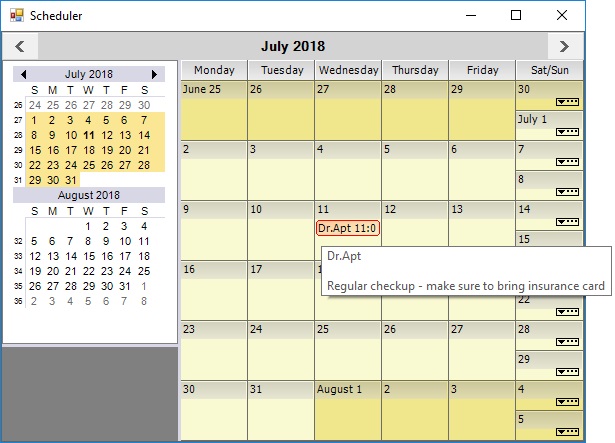 Scheduler
July 2018
July 2018
S M T W T F S
26 24 25 26 27 28 29 30
27 1 2 3 4 5 6 7
28 8 9 10 11 12 13 14
29 15 16 17 18 19 20 21
30 22 23 24 25 26 27 28
31 29 30 31
August 2018
S M T W T F S
1 2 3 4
32 5 6 7 8 9 10 11
33 12 13 14 15 16 17 18
34 19 20 21 22 23 24 25
35 26 27 28 29 30 31 1
36 2 3 4 5 6 7 8
Monday Tuesday Wednesday Thursday Friday Sat/Sun
June 25 26 27 28 29 30
July 1
2 3 4 5 6 7
8
9 10 11 12 13 14
Dr.Apt 11:0
15
Dr.Apt
Regular checkup - make sure to bring insurance card
16 17
22
23 24 25 26 27 28
29
30 31 August 1 2 3 4
5